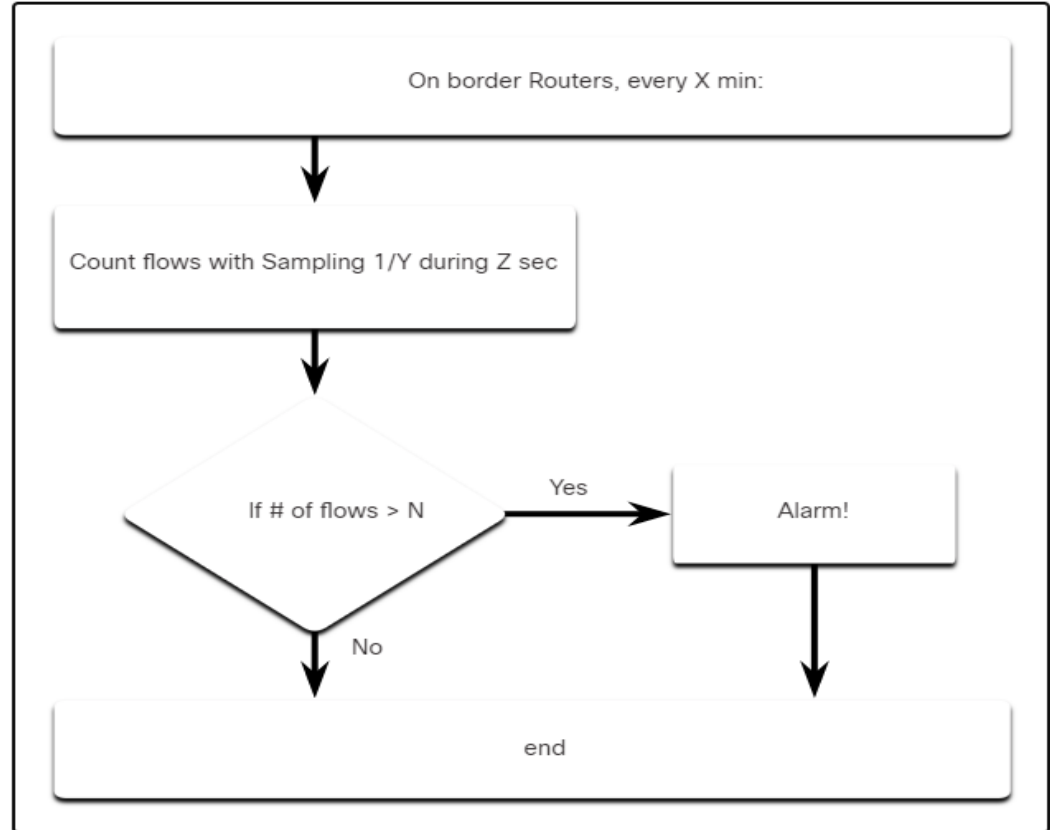 On border Routers, every X min:
Count flows with Sampling 1/Y during Z sec
If # of flows > N
Yes
Alarm!
No
end